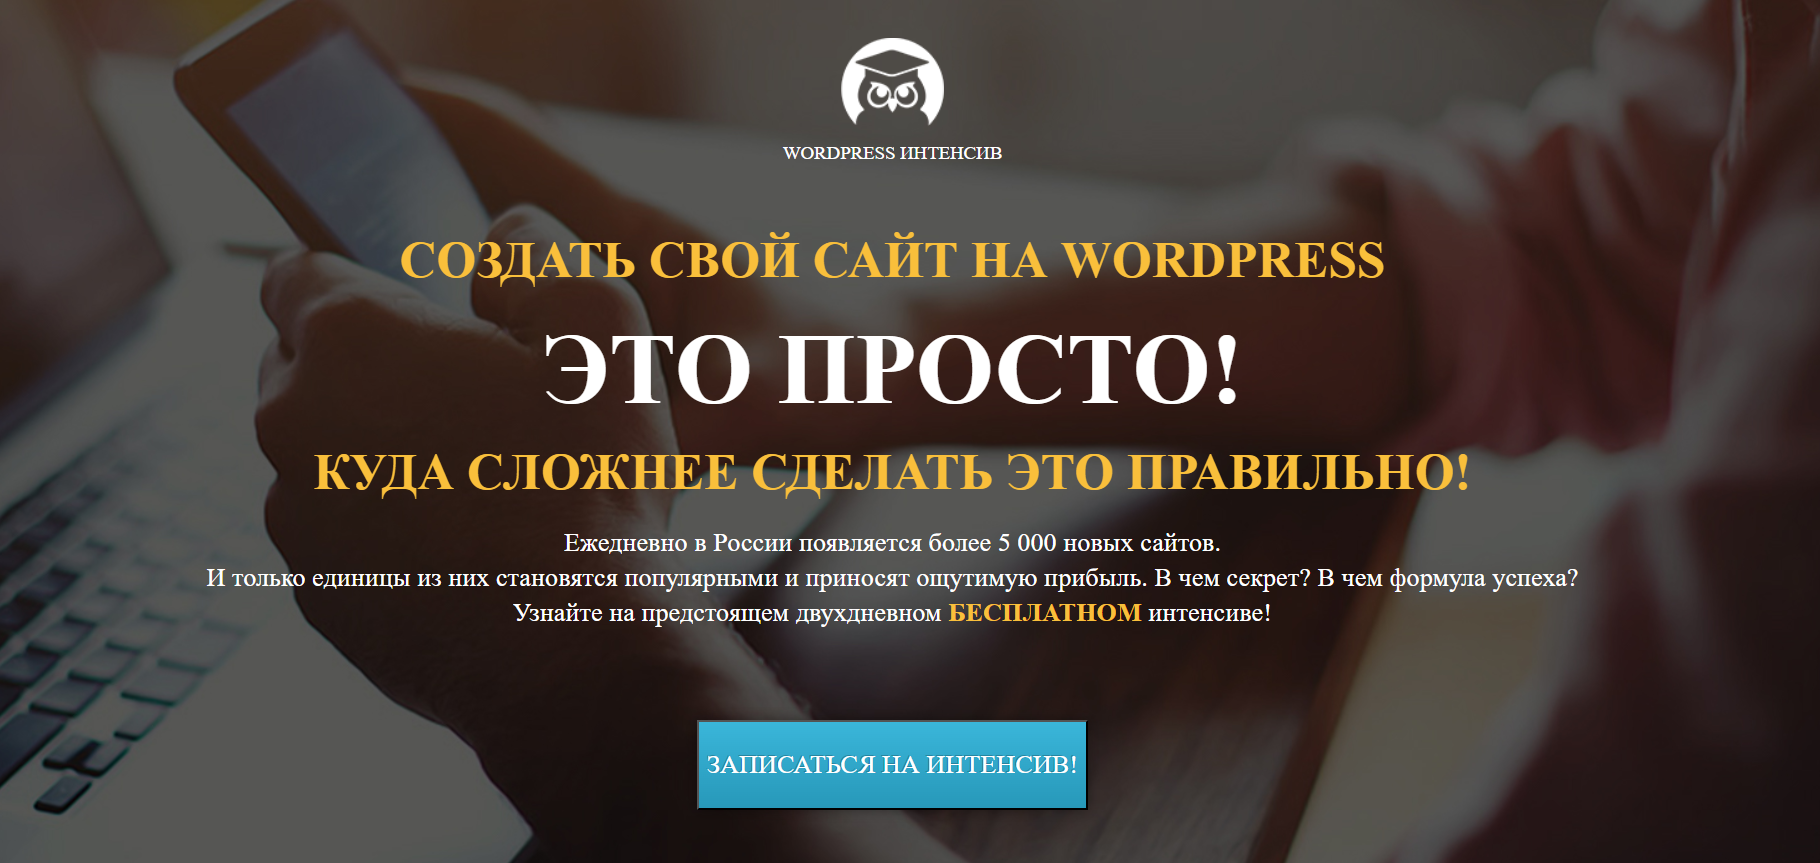 WORDPRESS ИНТЕНСИВ
СОЗДАТЬ СВОЙ САЙТ НА WORDPRESS
ЭТО ПРОСТО!
КУДА СЛОЖНЕЕ СДЕЛАТЬ ЭТО ПРАВИЛЬНО!
Ежедневно в России появляется более 5 000 новых сайтов.
И только единицы из них становятся популярными и приносят ощутимую прибыль. В чем секрет? В чем формула успеха?
Узнайте на предстоящем двухдневном БЕСПЛАТНОМ интенсиве!
ЗАПИСАТЬСЯ НА ИНТЕНСИВ!